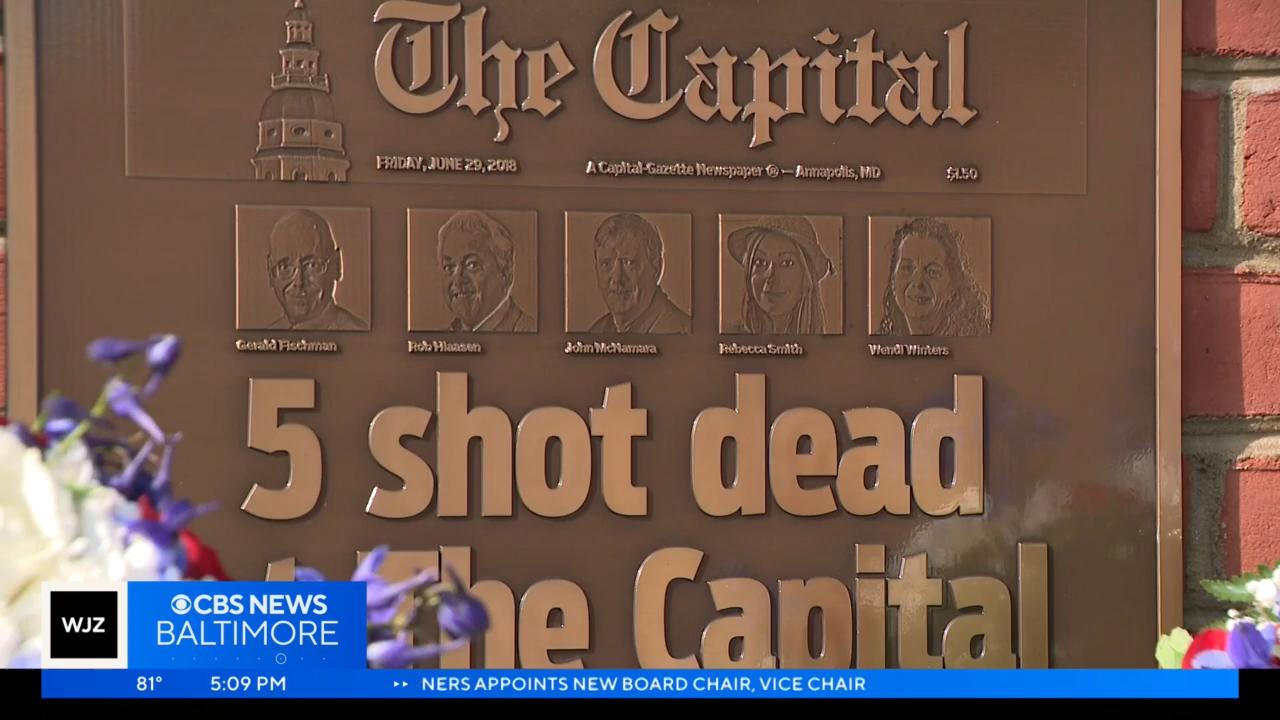 The Capital
FRIDAY, JUNE 29, 2018 A Capital-Gazette Newspaper ® — Annapolis, MD $1.50
Gerald Fischman Rob Hiaasen John McNamara Rebecca Smith Wendi Winters
5 shot dead
The Capital
WJZ
CBS NEWS
BALTIMORE
81° 5:09 PM NERS APPOINTS NEW BOARD CHAIR, VICE CHAIR